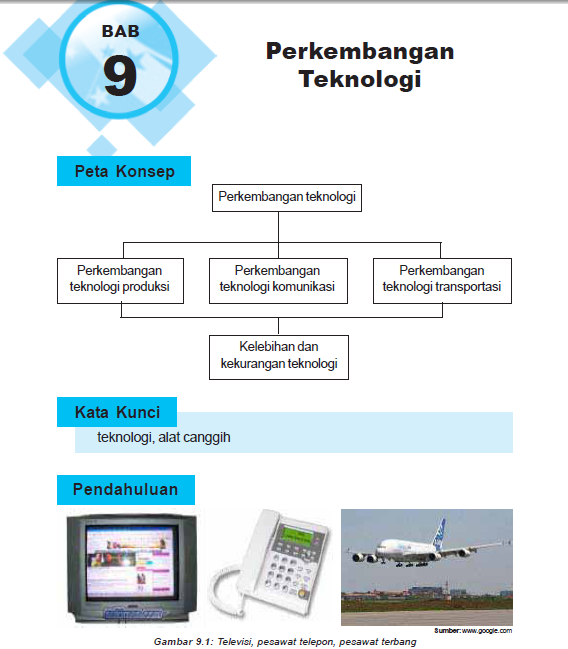 BAB
9
Perkembangan
Teknologi
Peta Konsep
Perkembangan teknologi
Perkembangan
teknologi produksi
Perkembangan
teknologi komunikasi
Perkembangan
teknologi transportasi
Kelebihan dan
kekurangan teknologi
Kata Kunci
teknologi, alat canggih
Pendahuluan
Sumber: www.google.com
Gambar 9.1: Televisi, pesawat telepon, pesawat terbang